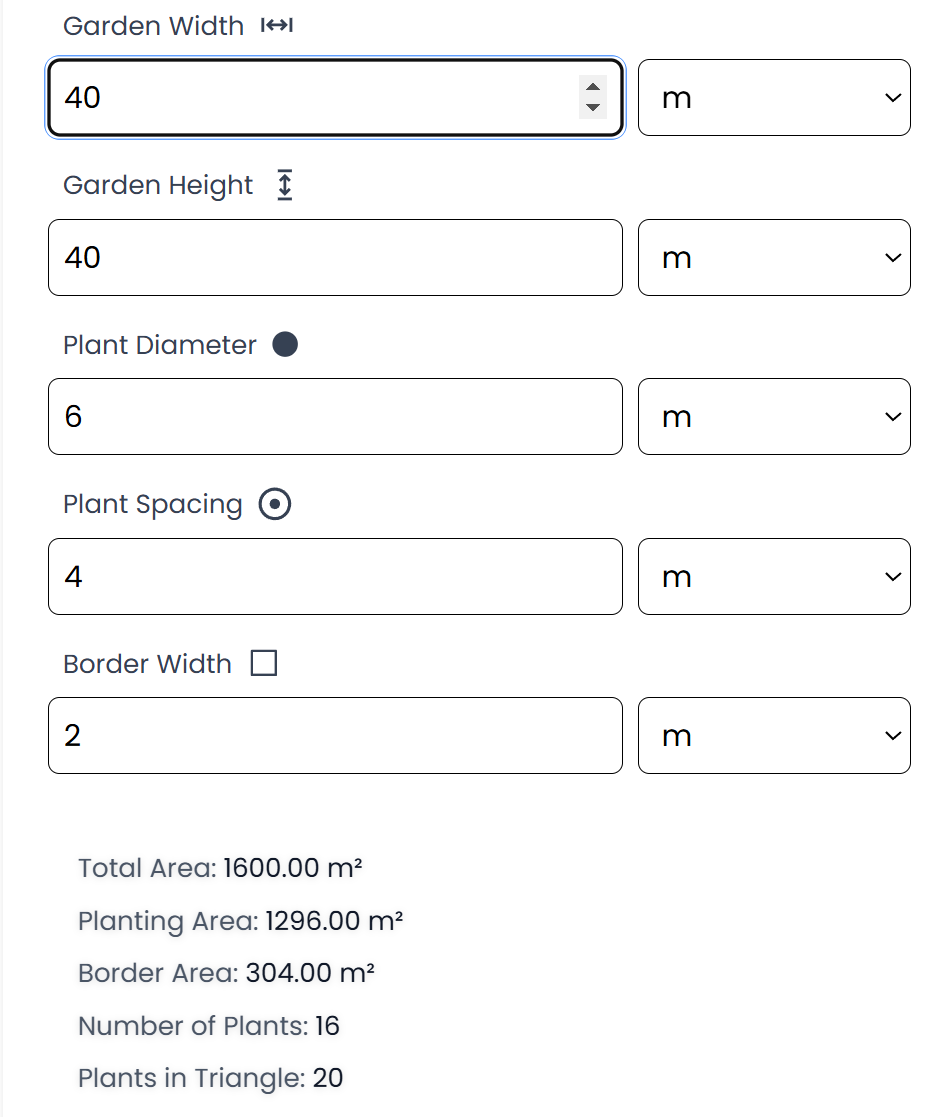 Garden Width
40 m
Garden Height
40 m
Plant Diameter
6 m
Plant Spacing
4 m
Border Width
2 m
Total Area: 1600.00 m²
Planting Area: 1296.00 m²
Border Area: 304.00 m²
Number of Plants: 16
Plants in Triangle: 20